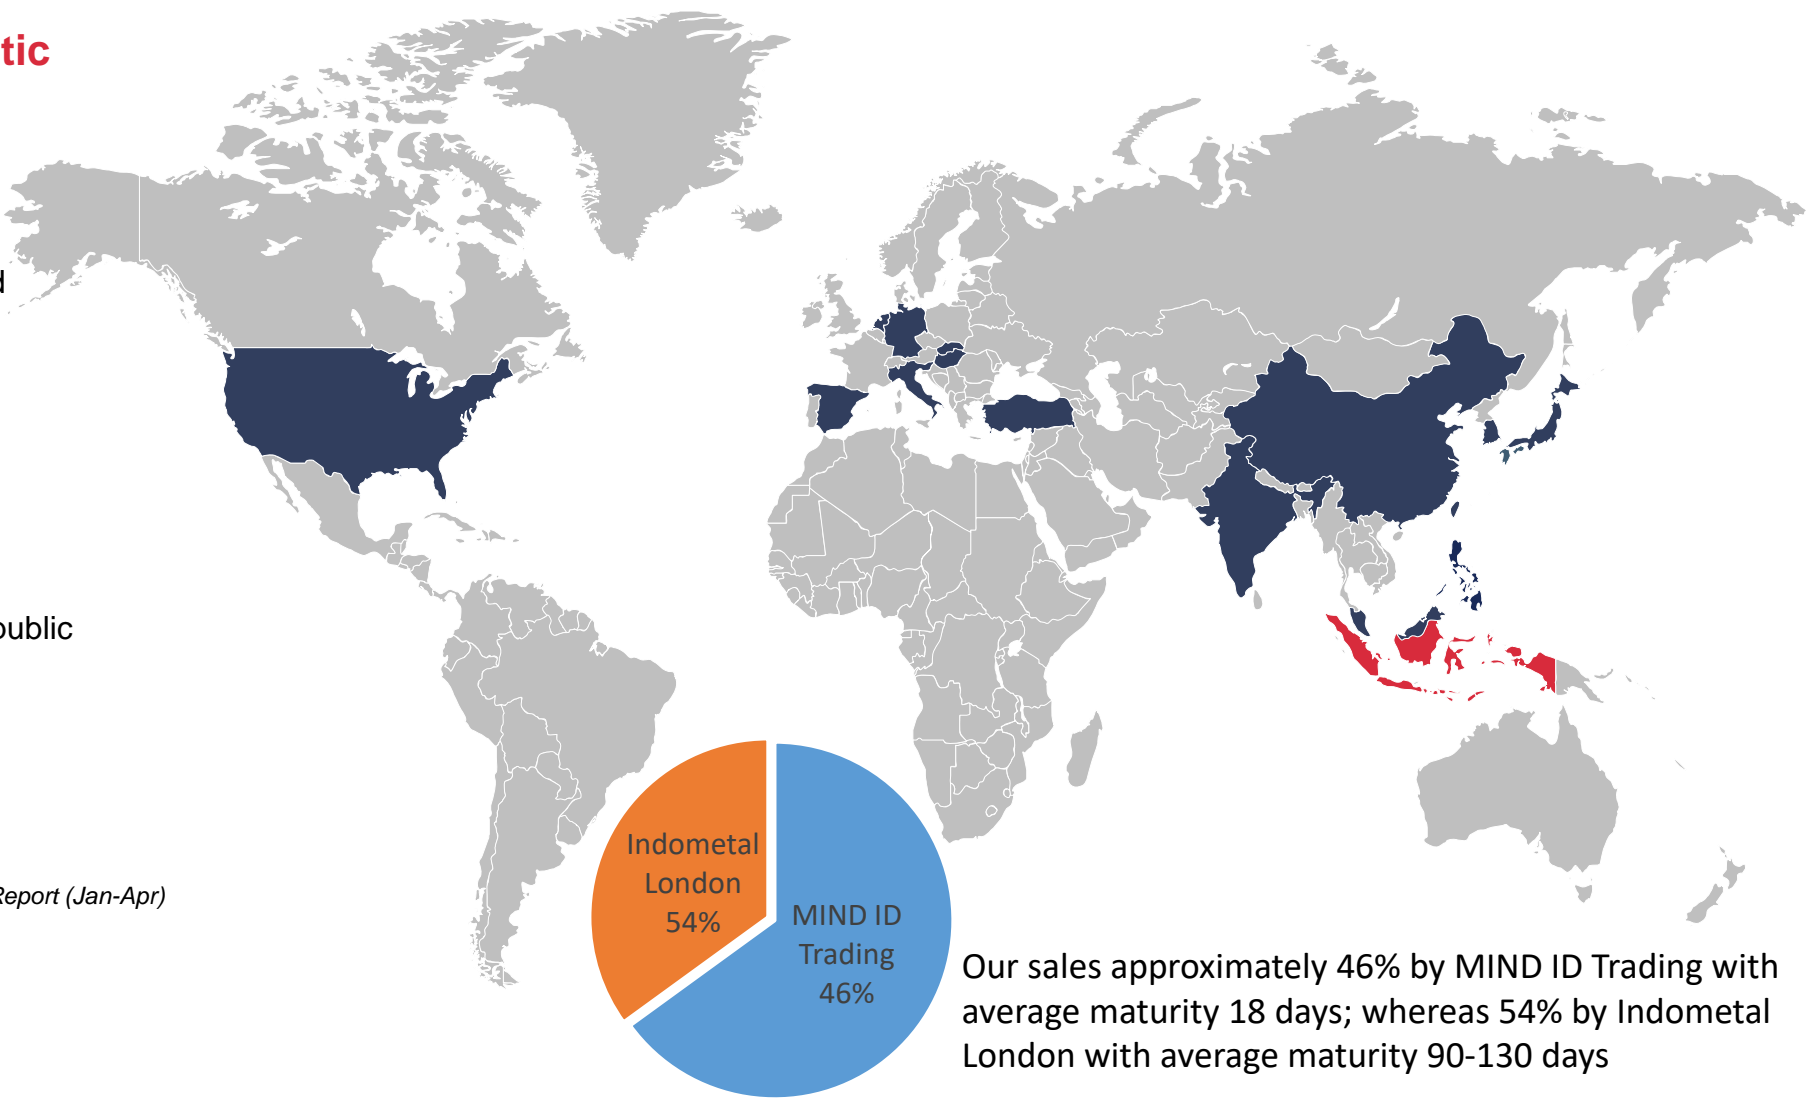 tic
d
public
Report (Jan-Apr)
Indometal
London
54%
MIND ID
Trading
46%
Our sales approximately 46% by MIND ID Trading with
average maturity 18 days; whereas 54% by Indometal
London with average maturity 90-130 days